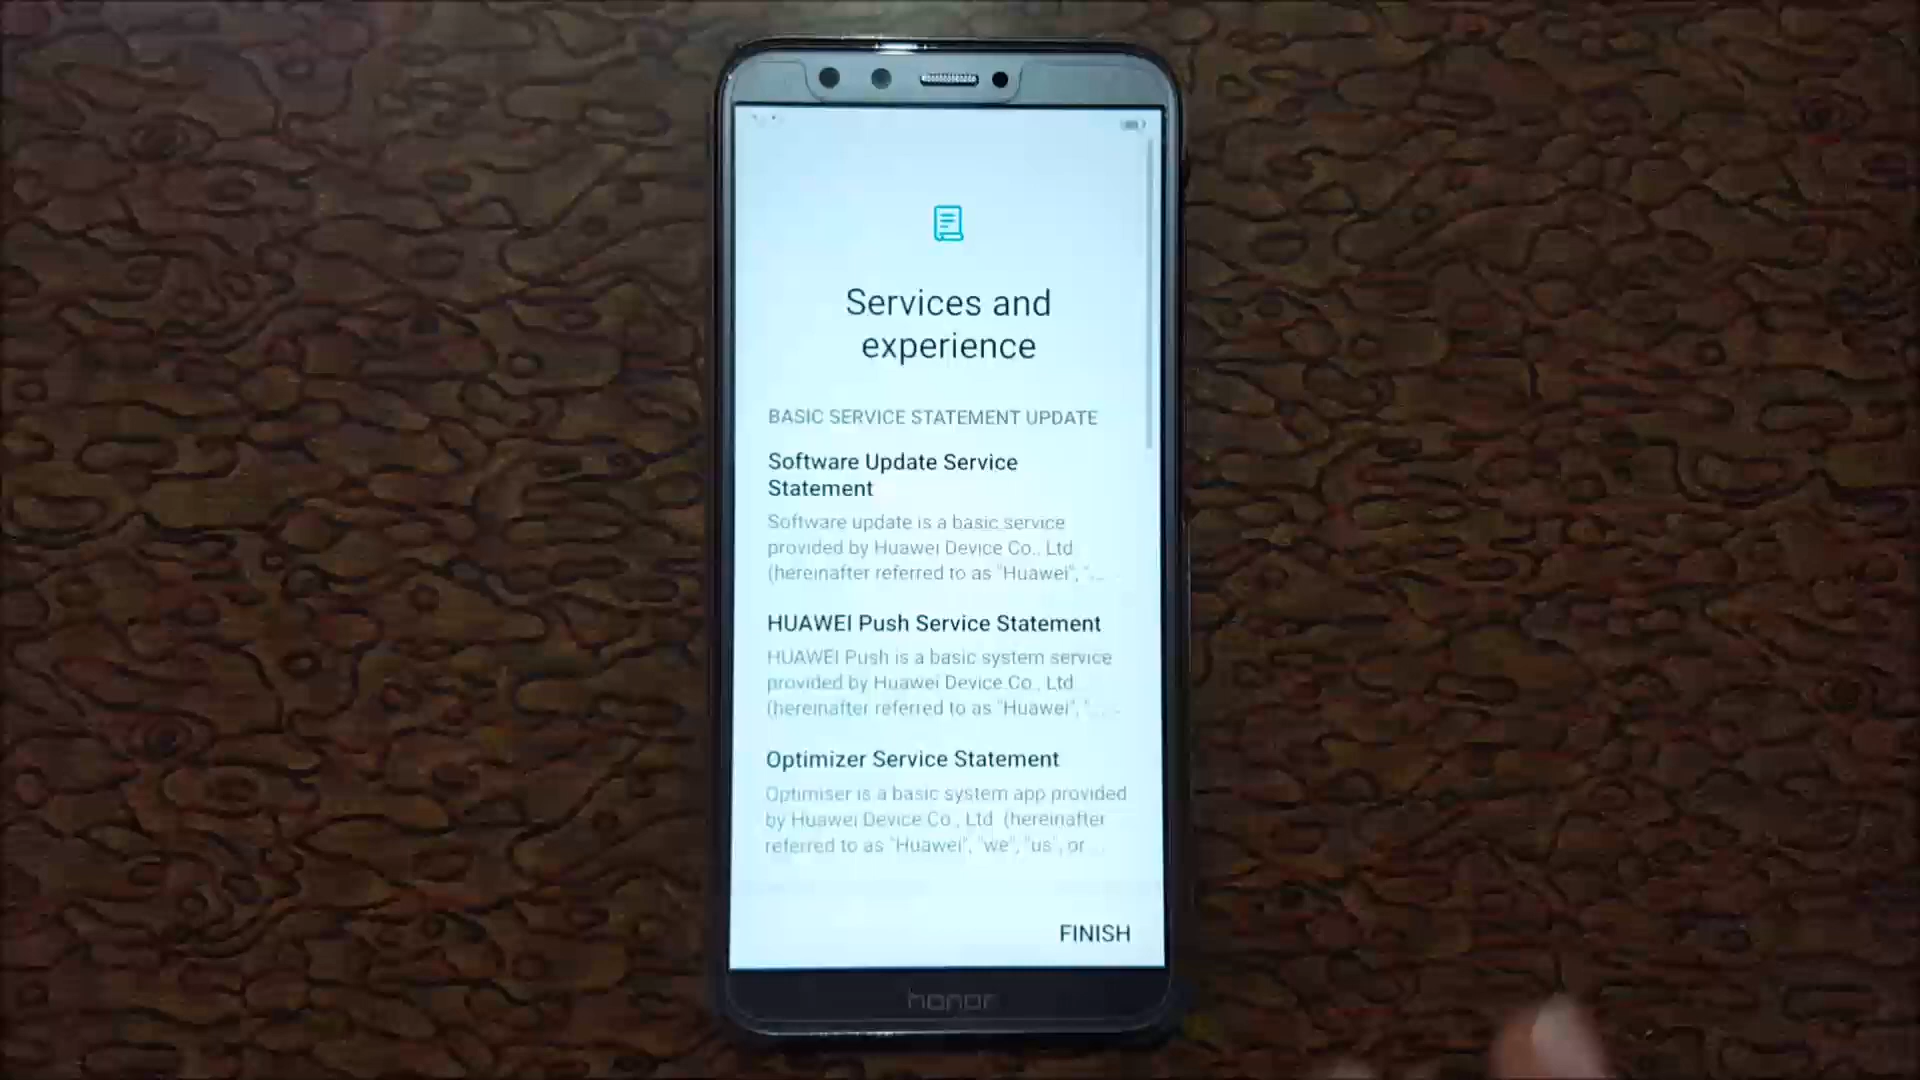 Services and
experience
BASIC SERVICE STATEMENT UPDATE
Software Update Service
Statement
Software update is a basic service
provided by Huawei Device Co., Ltd
(hereinafter referred to as "Huawei", "...
HUAWEI Push Service Statement
HUAWEI Push is a basic system service
provided by Huawei Device Co., Ltd
(hereinafter referred to as "Huawei", "...
Optimizer Service Statement
Optimiser is a basic system app provided
by Huawei Device Co., Ltd (hereinafter
referred to as "Huawei", "we", "us", or ...
FINISH
honor